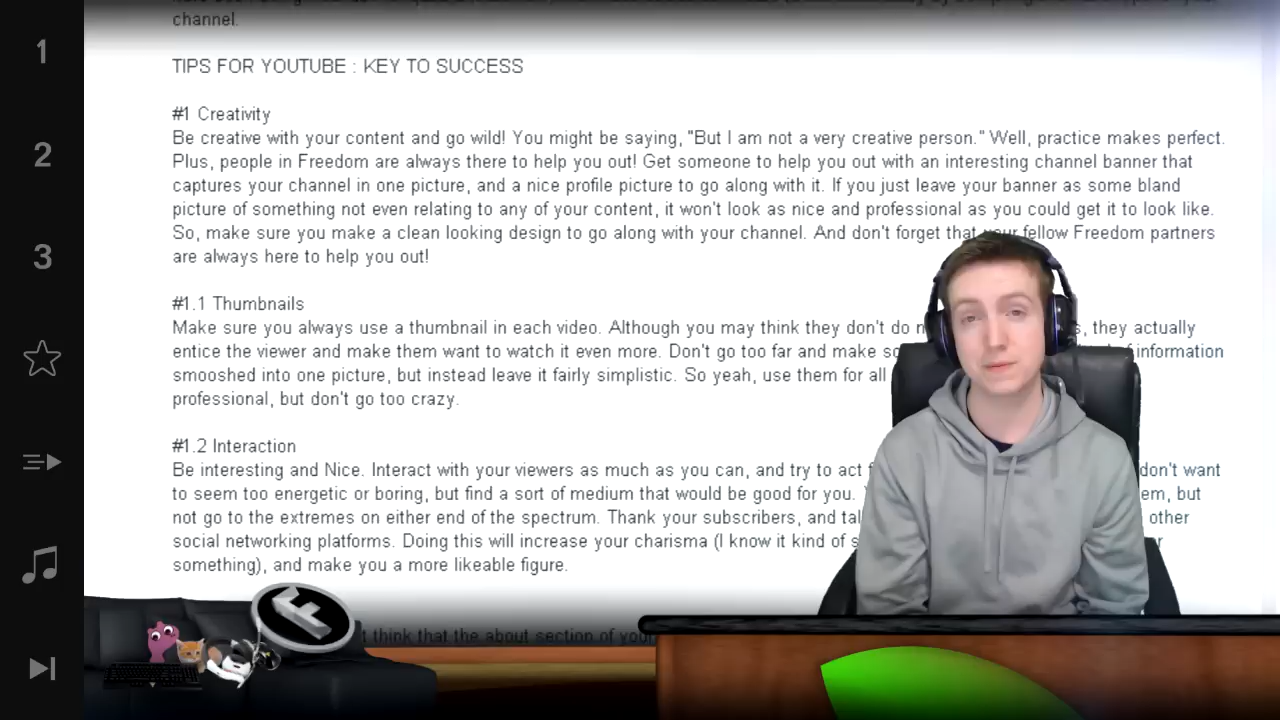 1
2
3
channel.
TIPS FOR YOUTUBE : KEY TO SUCCESS
#1 Creativity
Be creative with your content and go wild! You might be saying, "But I am not a very creative person." Well, practice makes perfect.
Plus, people in Freedom are always there to help you out! Get someone to help you out with an interesting channel banner that
captures your channel in one picture, and a nice profile picture to go along with it. If you just leave your banner as some bland
picture of something not even relating to any of your content, it won't look as nice and professional as you could get it to look like.
So, make sure you make a clean looking design to go along with your channel. And don't forget that your fellow Freedom partners
are always here to help you out!
#1.1 Thumbnails
Make sure you always use a thumbnail in each video. Although you may think they don't do they actually
entice the viewer and make them want to watch it even more. Don't go too far and make of information
smooshed into one picture, but instead leave it fairly simplistic. So yeah, use them for all
professional, but don't go too crazy.
#1.2 Interaction
Be interesting and Nice. Interact with your viewers as much as you can, and try to act don't want
to seem too energetic or boring, but find a sort of medium that would be good for you. but
not go to the extremes on either end of the spectrum. Thank your subscribers, and other
social networking platforms. Doing this will increase your charisma (I know it kind of
something), and make you a more likeable figure.
think that the about section of your